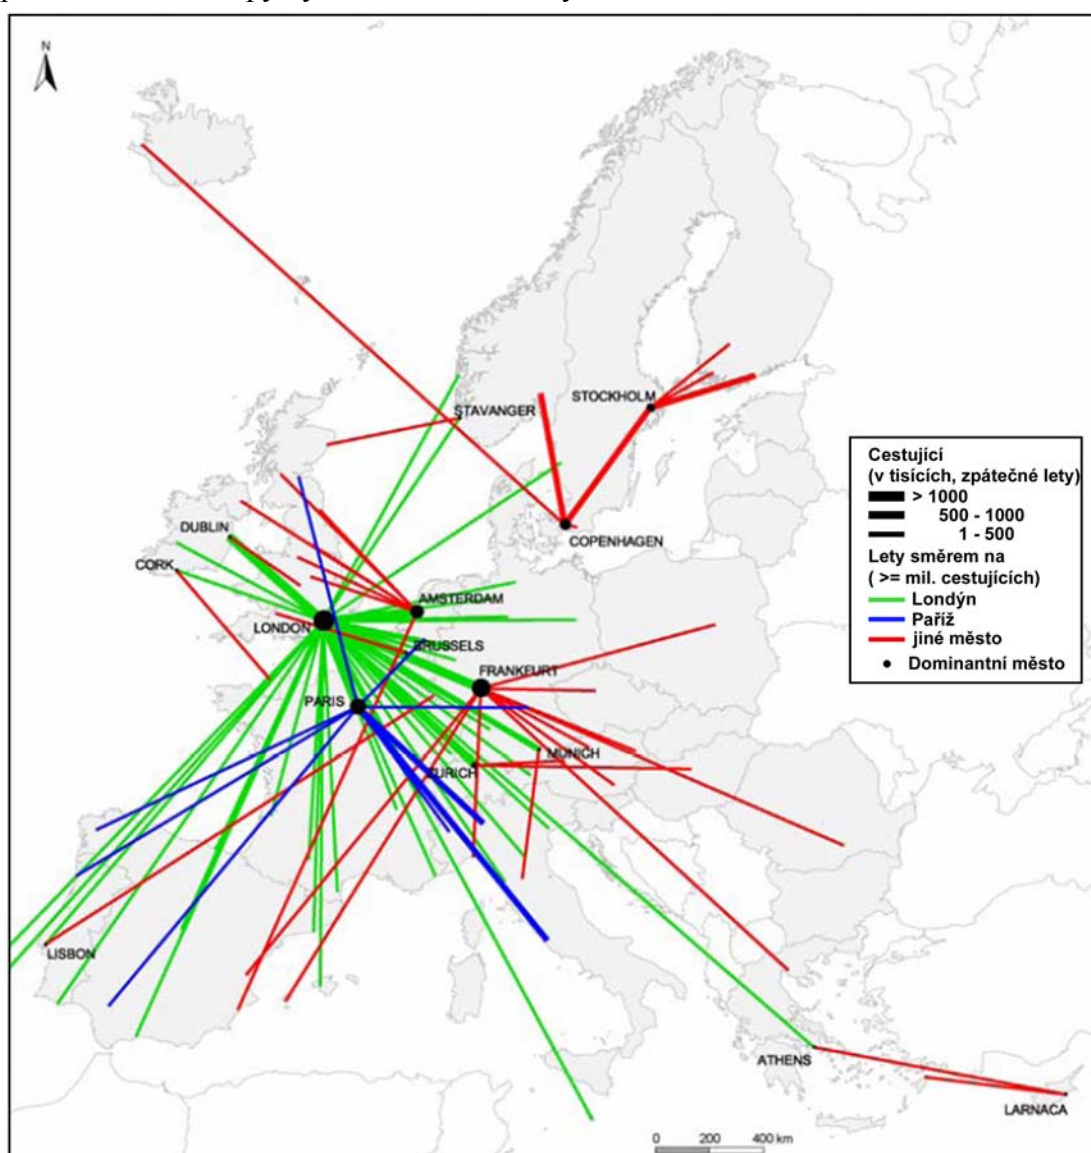 N
STOCKHOLM
STAVANGER
COPENHAGEN
DUBLIN
CORK
AMSTERDAM
LONDON
BRUSSELS
FRANKFURT
PARIS
MUNICH
ZURICH
LISBON
ATHENS
LARNACA
Cestující
(v tisících, zpátečné lety)
> 1000
500 - 1000
1 - 500
Lety směrem na
( >= mil. cestujících)
Londýn
Paříž
jiné město
Dominantní město
0 200 400 km